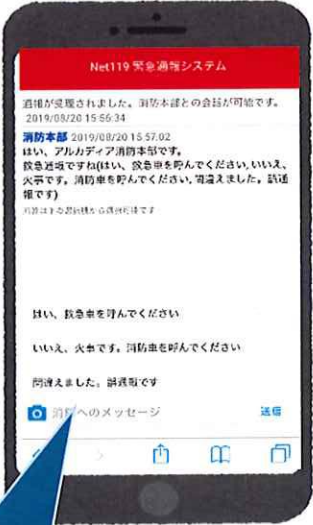 Net119 緊急通報システム
通報が受理されました。消防本部との会話が可能です。
2019/08/20 15:56:34
消防本部 2019/08/20 15:57:02
はい、アルカディア消防本部です。
救急通報ですね(はい、救急車を呼んでください,いいえ、
火事です。消防車を呼んでください,間違えました。誤通
報です)
はい、救急車を呼んでください
いいえ、火事です。消防車を呼んでください
間違えました。誤通報です
消防へのメッセージ
送信